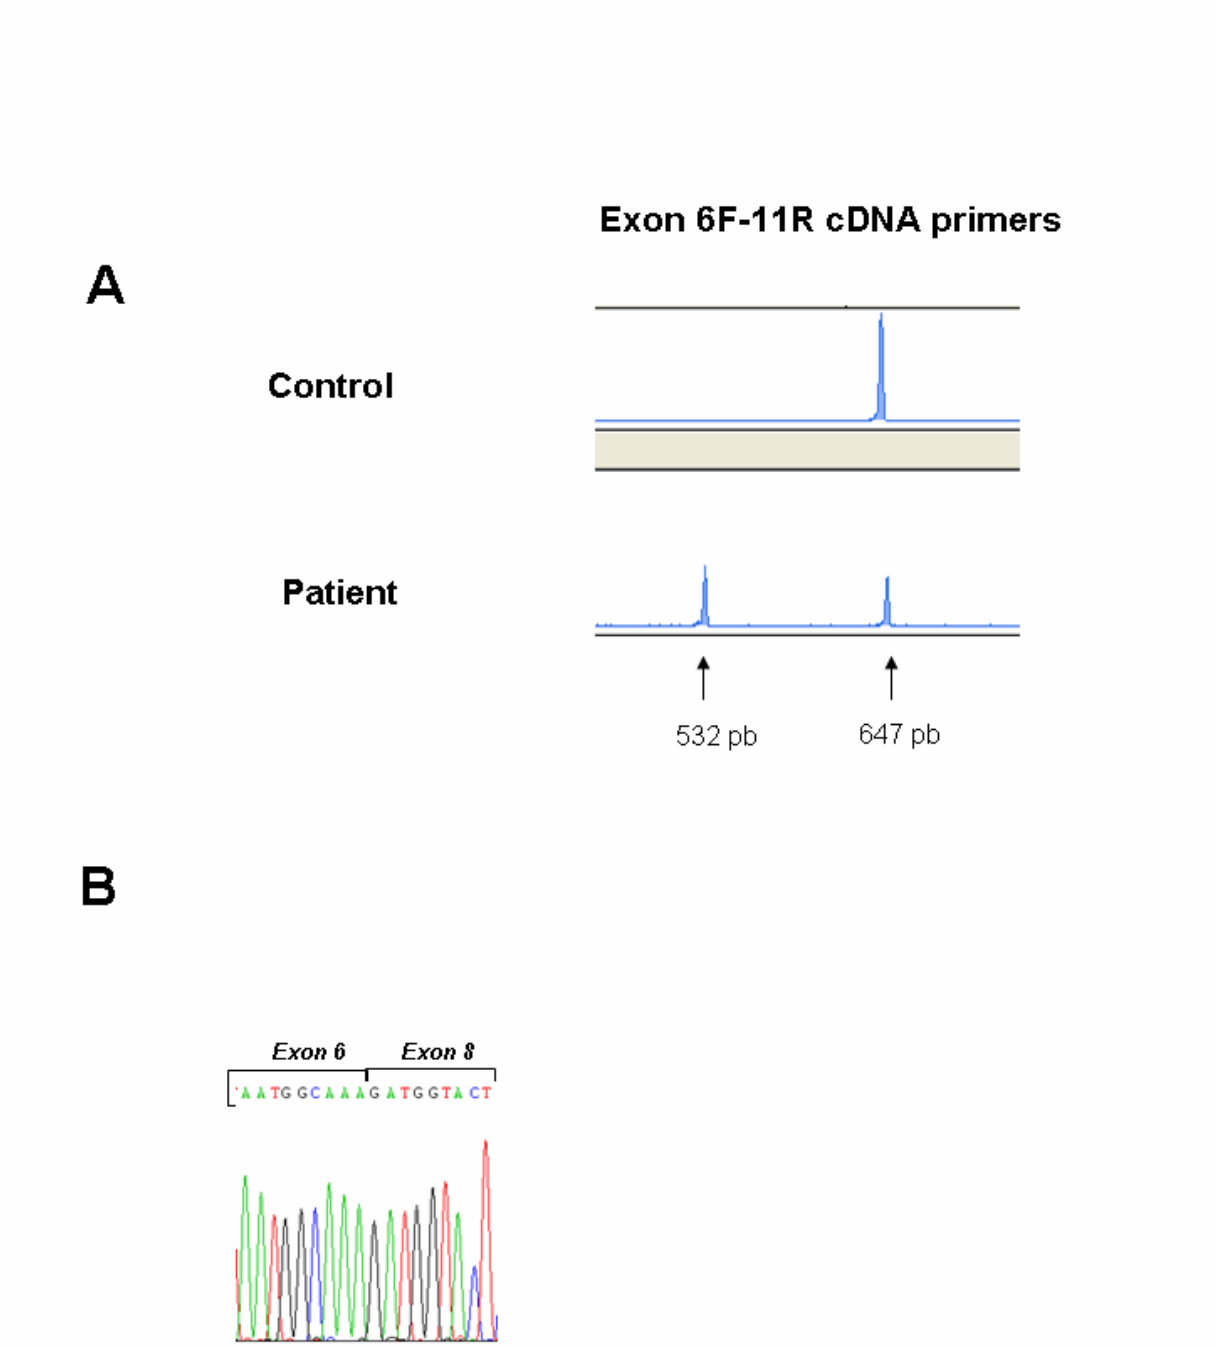 Exon 6F-11R cDNA primers
A
Control
Patient
532 pb
647 pb
B
Exon 6 Exon 8
AATGGCAAAGATGGTACT